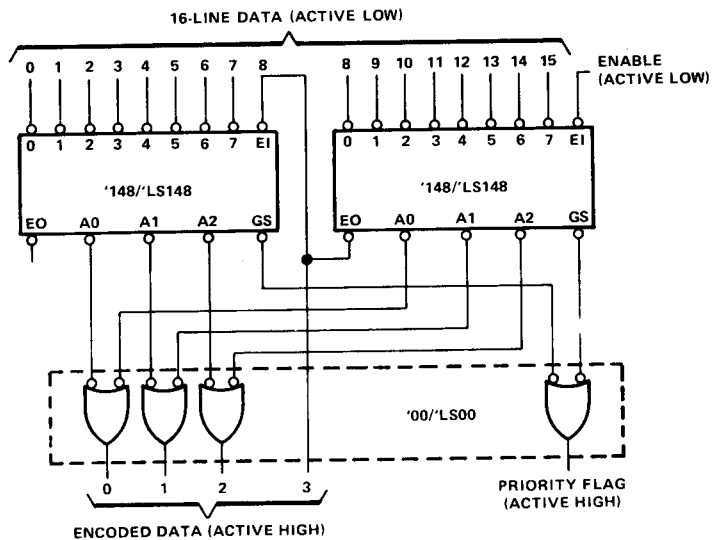 16-LINE DATA (ACTIVE LOW)
0 1 2 3 4 5 6 7 8
8 9 10 11 12 13 14 15
ENABLE
(ACTIVE LOW)
0 1 2 3 4 5 6 7 EI
0 1 2 3 4 5 6 7 EI
'148/'LS148
'148/'LS148
EO A0 A1 A2 GS
EO A0 A1 A2 GS
'00/'LS00
0 1 2 3
PRIORITY FLAG
(ACTIVE HIGH)
ENCODED DATA (ACTIVE HIGH)